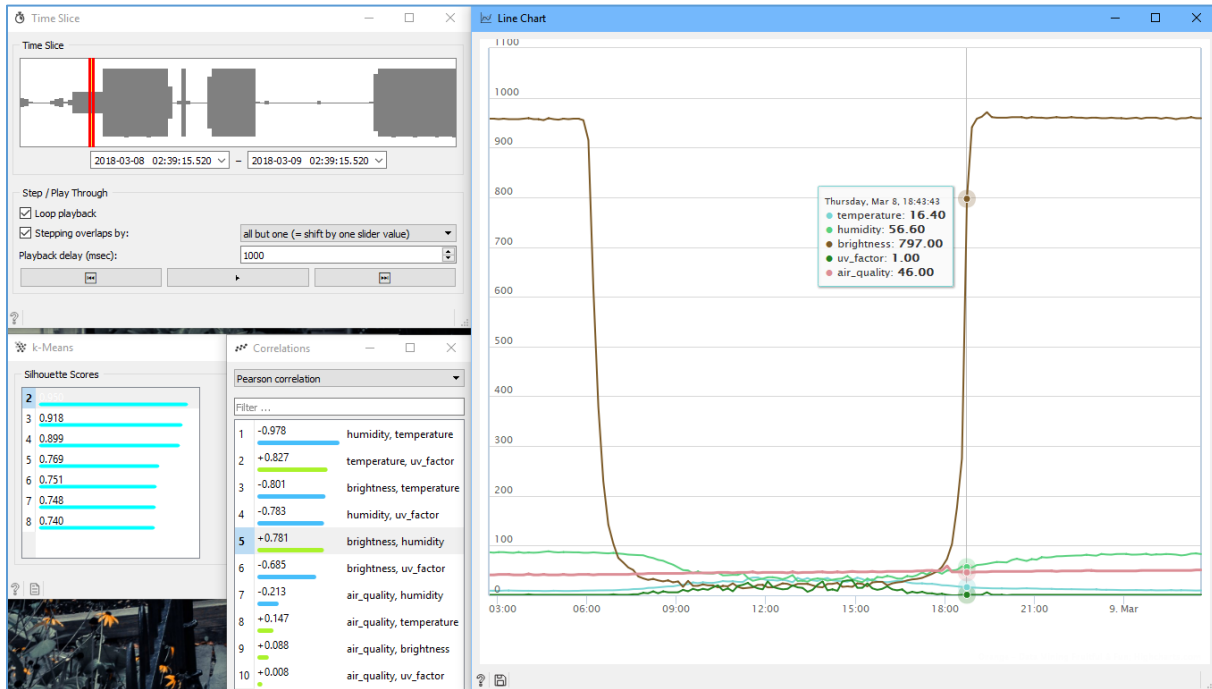 Time Slice
Time Slice
2018-03-08 02:39:15.520 – 2018-03-09 02:39:15.520
Step / Play Through
Loop playback
Stepping overlaps by: all but one (= shift by one slider value)
Playback delay (msec): 1000
k-Means
Silhouette Scores
2
3 0.918
4 0.899
5 0.769
6 0.751
7 0.748
8 0.740
Correlations
Pearson correlation
Filter ...
1 -0.978 humidity, temperature
2 +0.827 temperature, uv_factor
3 -0.801 brightness, temperature
4 -0.783 humidity, uv_factor
5 +0.781 brightness, humidity
6 -0.685 brightness, uv_factor
7 -0.213 air_quality, humidity
8 +0.147 air_quality, temperature
9 +0.088 air_quality, brightness
10 +0.008 air_quality, uv_factor
Line Chart
1100
1000
900
800
700
600
500
400
300
200
100
0
Thursday, Mar 8, 18:43:43
temperature: 16.40
humidity: 56.60
brightness: 797.00
uv_factor: 1.00
air_quality: 46.00
03:00 06:00 09:00 12:00 15:00 18:00 21:00 9. Mar